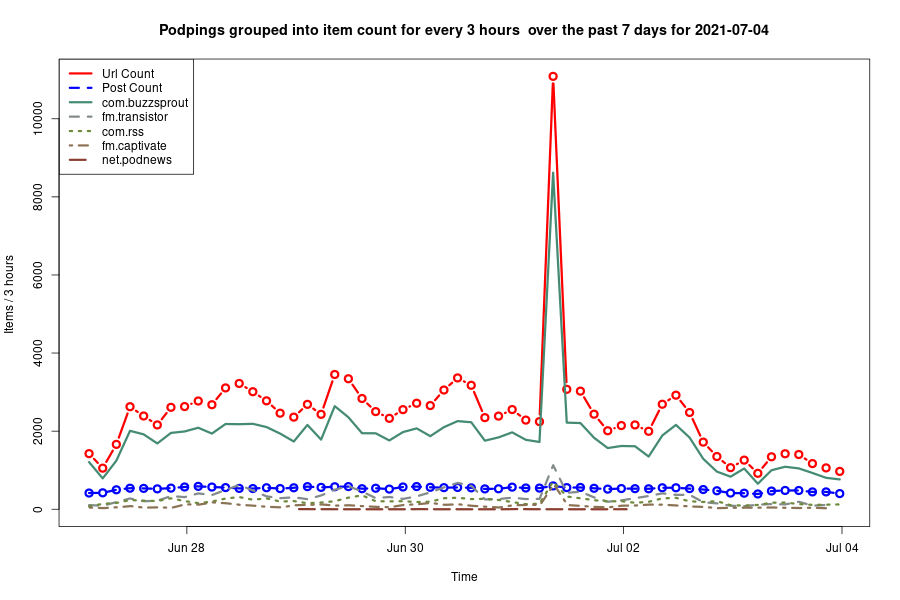 Podpings grouped into item count for every 3 hours  over the past 7 days for 2021-07-04
Url Count
Post Count
com.buzzsprout
fm.transistor
com.rss
fm.captivate
net.podnews
Items / 3 hours
10000
8000
6000
4000
2000
0
Jun 28
Jun 30
Jul 02
Jul 04
Time